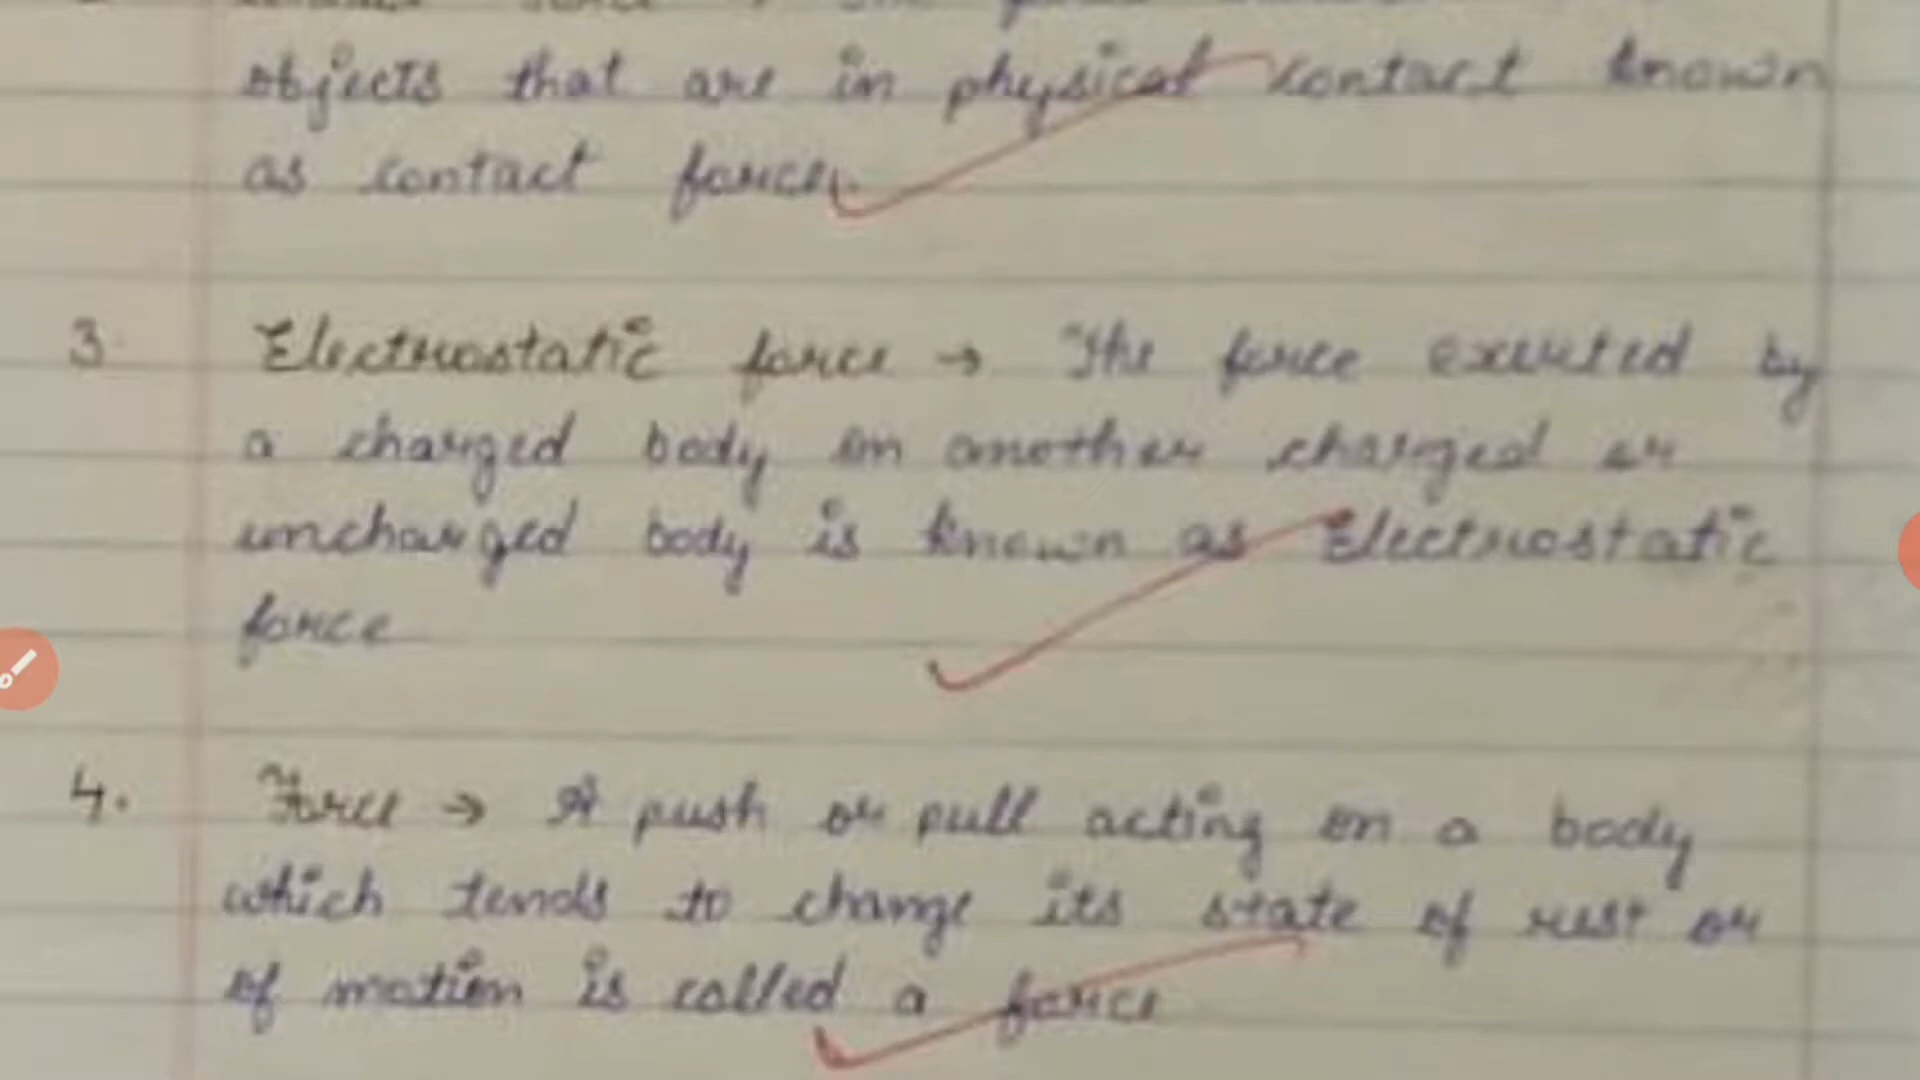 objects that are in physical contact known
as contact force.
3. Electrostatic force → The force exerted by
a charged body on another charged or
uncharged body is known as Electrostatic
force
4. Force → A push or pull acting on a body
which tends to change its state of rest or
of motion is called a force